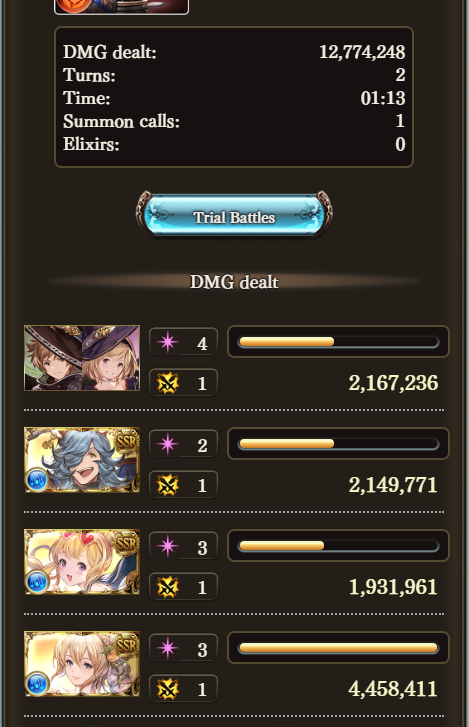 DMG dealt: 12,774,248
Turns: 2
Time: 01:13
Summon calls: 1
Elixirs: 0
Trial Battles
DMG dealt
4
1 2,167,236
SSR
2
1 2,149,771
SSR
3
1 1,931,961
SSR
3
1 4,458,411